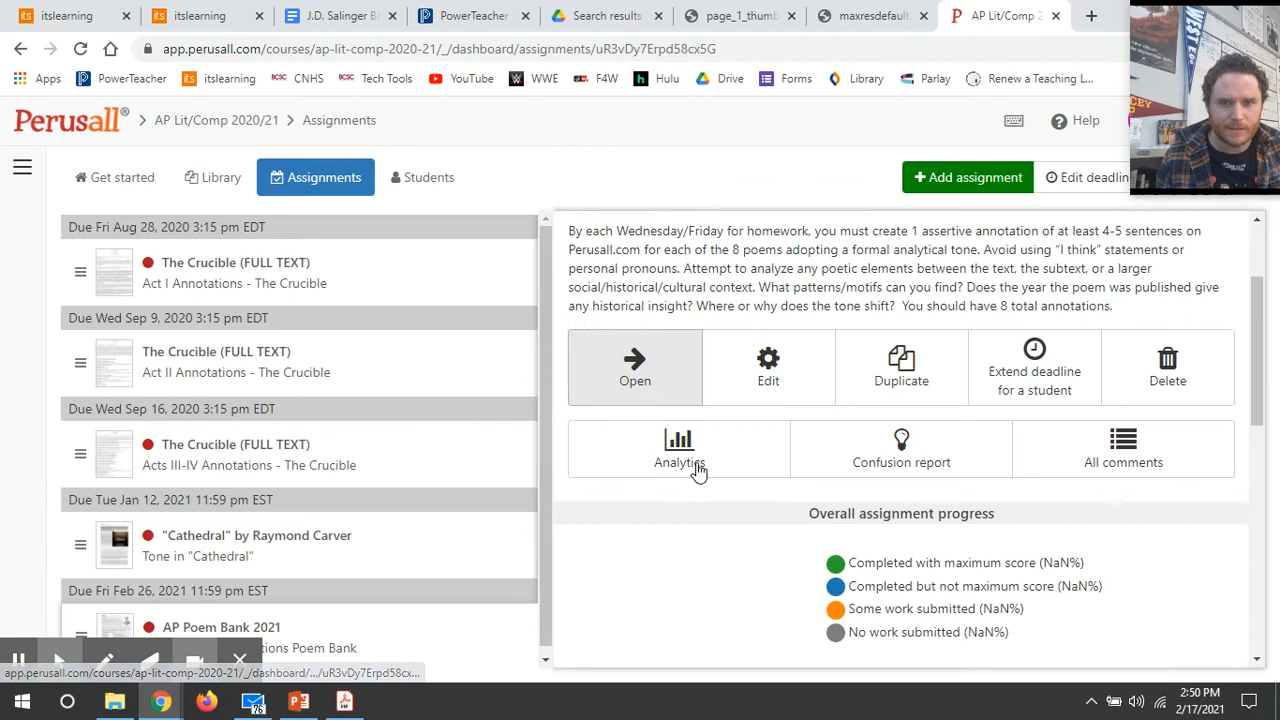 itslearning
itslearning
J.D. Salinger B
PowerTeacher
Search results
page_1_thumb
maxresdefau
AP Lit/Comp 2
app.perusall.com/courses/ap-lit-comp-2020-21/_/dashboard/assignments/uR3vDy7Erpd58cx5G
Apps
PowerTeacher
itslearning
CNHS
Tech Tools
YouTube
WWE
F4W
Hulu
Drive
Forms
Library
Parlay
Renew a Teaching L
Perusall® > AP Lit/Comp 2020/21 > Assignments
Help
Get started
Library
Assignments
Students
Add assignment
Edit deadlin
Due Fri Aug 28, 2020 3:15 pm EDT
The Crucible (FULL TEXT)
Act I Annotations - The Crucible
Due Wed Sep 9, 2020 3:15 pm EDT
The Crucible (FULL TEXT)
Act II Annotations - The Crucible
Due Wed Sep 16, 2020 3:15 pm EDT
The Crucible (FULL TEXT)
Acts III-IV Annotations - The Crucible
Due Tue Jan 12, 2021 11:59 pm EST
"Cathedral" by Raymond Carver
Tone in "Cathedral"
Due Fri Feb 26, 2021 11:59 pm EST
AP Poem Bank 2021
tions Poem Bank
By each Wednesday/Friday for homework, you must create 1 assertive annotation of at least 4-5 sentences on
Perusall.com for each of the 8 poems adopting a formal analytical tone. Avoid using “I think” statements or
personal pronouns. Attempt to analyze any poetic elements between the text, the subtext, or a larger
social/historical/cultural context. What patterns/motifs can you find? Does the year the poem was published give
any historical insight? Where or why does the tone shift? You should have 8 total annotations.
Open
Edit
Duplicate
Extend deadline
for a student
Delete
Analytics
Confusion report
All comments
Overall assignment progress
Completed with maximum score (NaN%)
Completed but not maximum score (NaN%)
Some work submitted (NaN%)
No work submitted (NaN%)
app.perusall.com/courses/ap-lit-comp-2020-21/_/dashboard/.../uR3vDy7Erpd58cx...
76
2:50 PM
2/17/2021